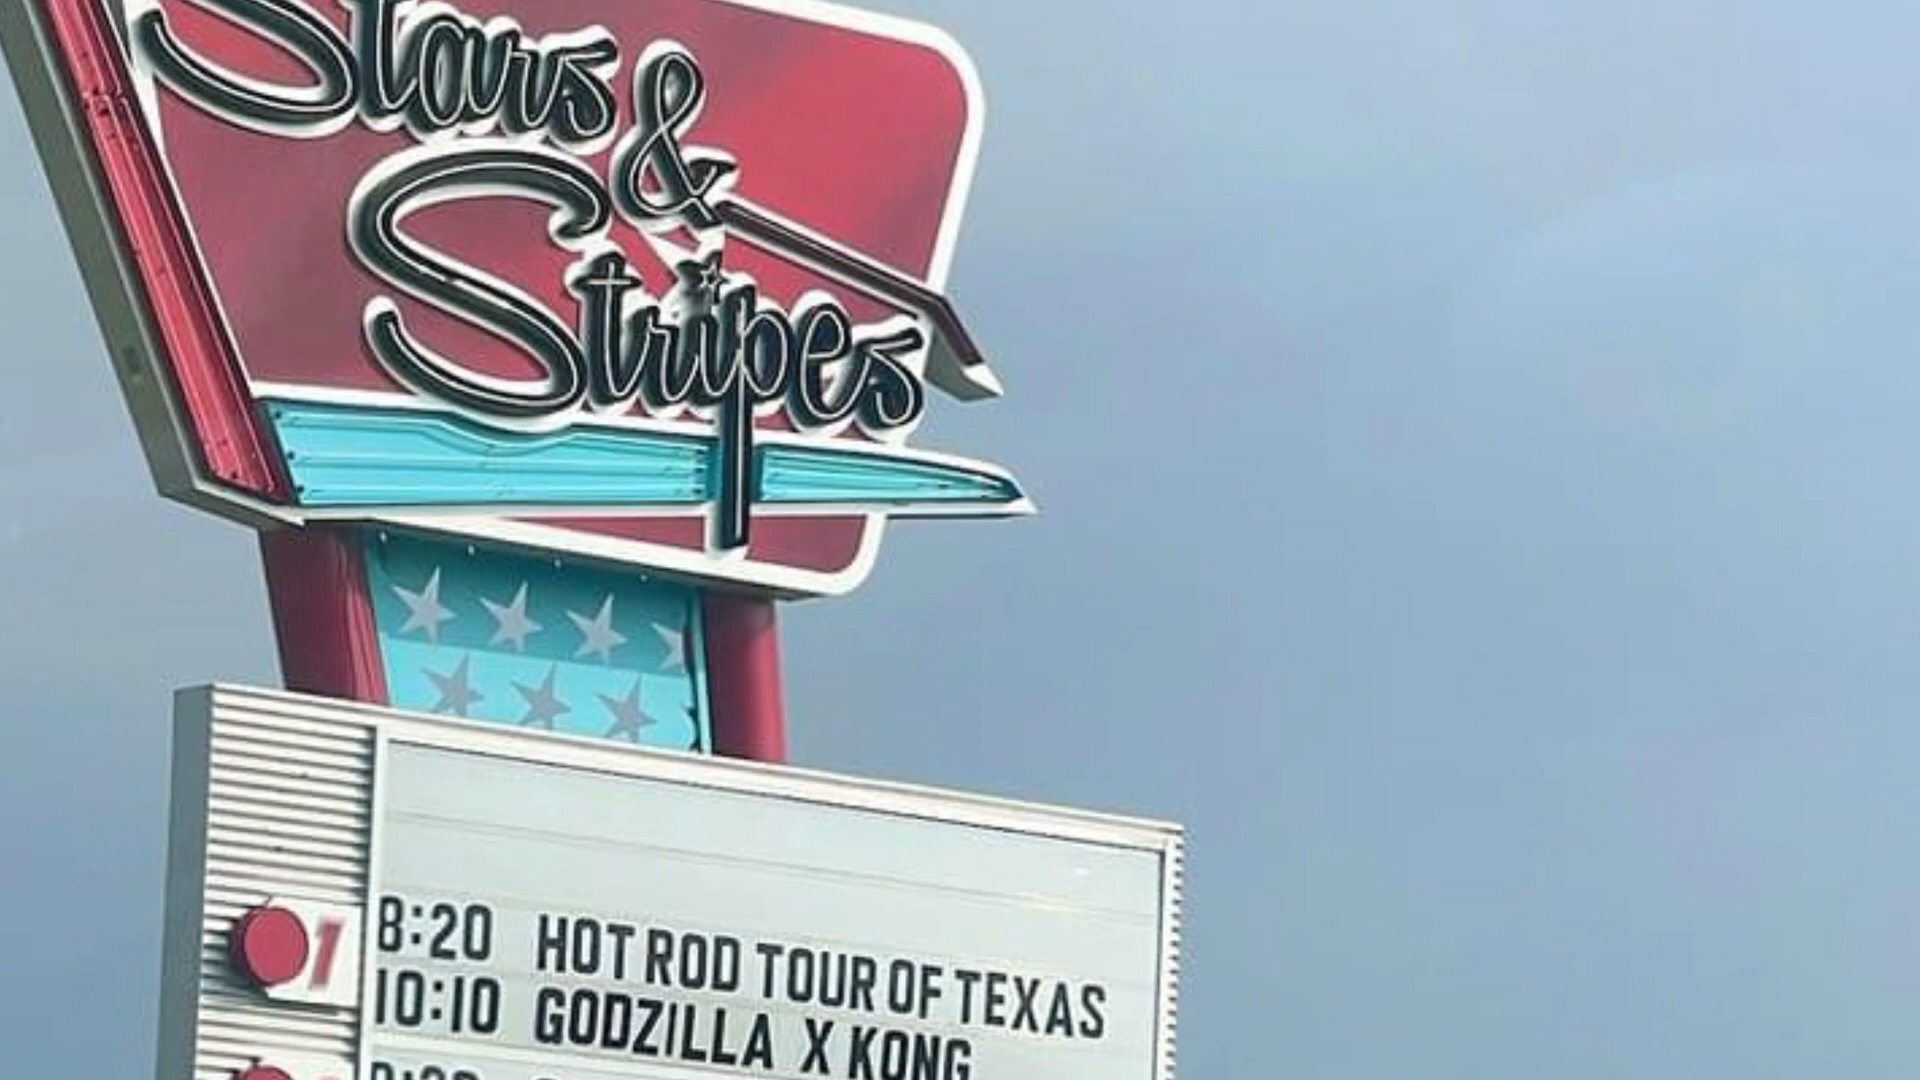 Stars &
Stripes
1
8:20 HOT ROD TOUR OF TEXAS
10:10 GODZILLA X KONG